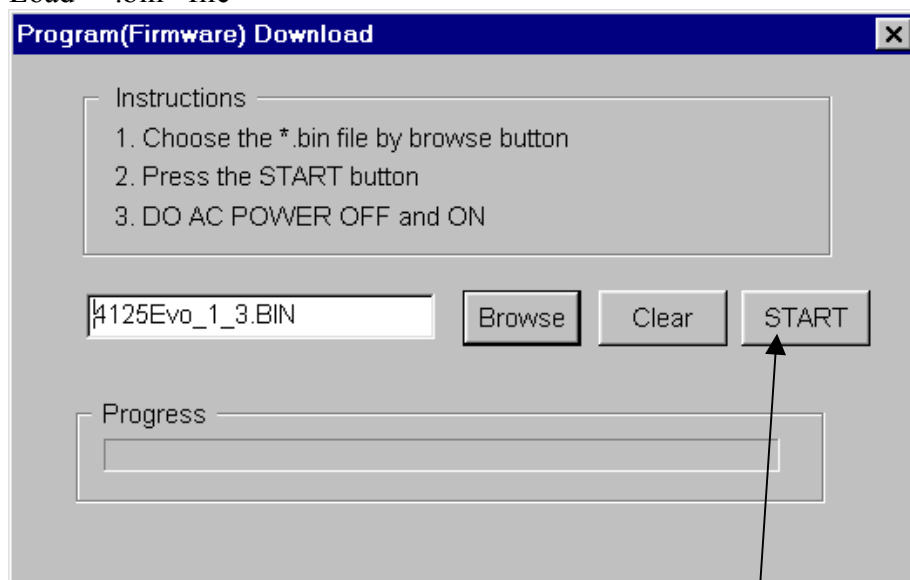 Program(Firmware) Download
Instructions
1. Choose the *.bin file by browse button
2. Press the START button
3. DO AC POWER OFF and ON
4125Evo_1_3.BIN
Browse
Clear
START
Progress